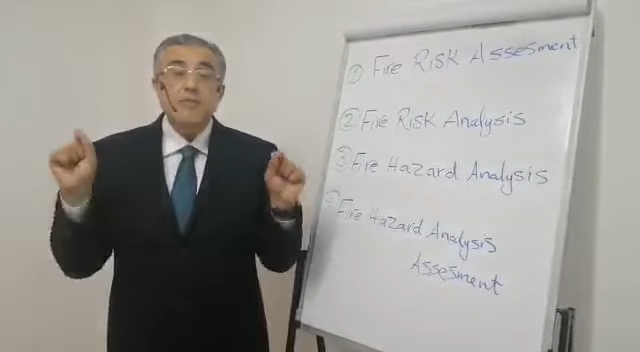 ① Fire Risk Assesment
② Fire Risk Analysis
③ Fire Hazard Analysis
Fire Hazard Analysis
Assesment